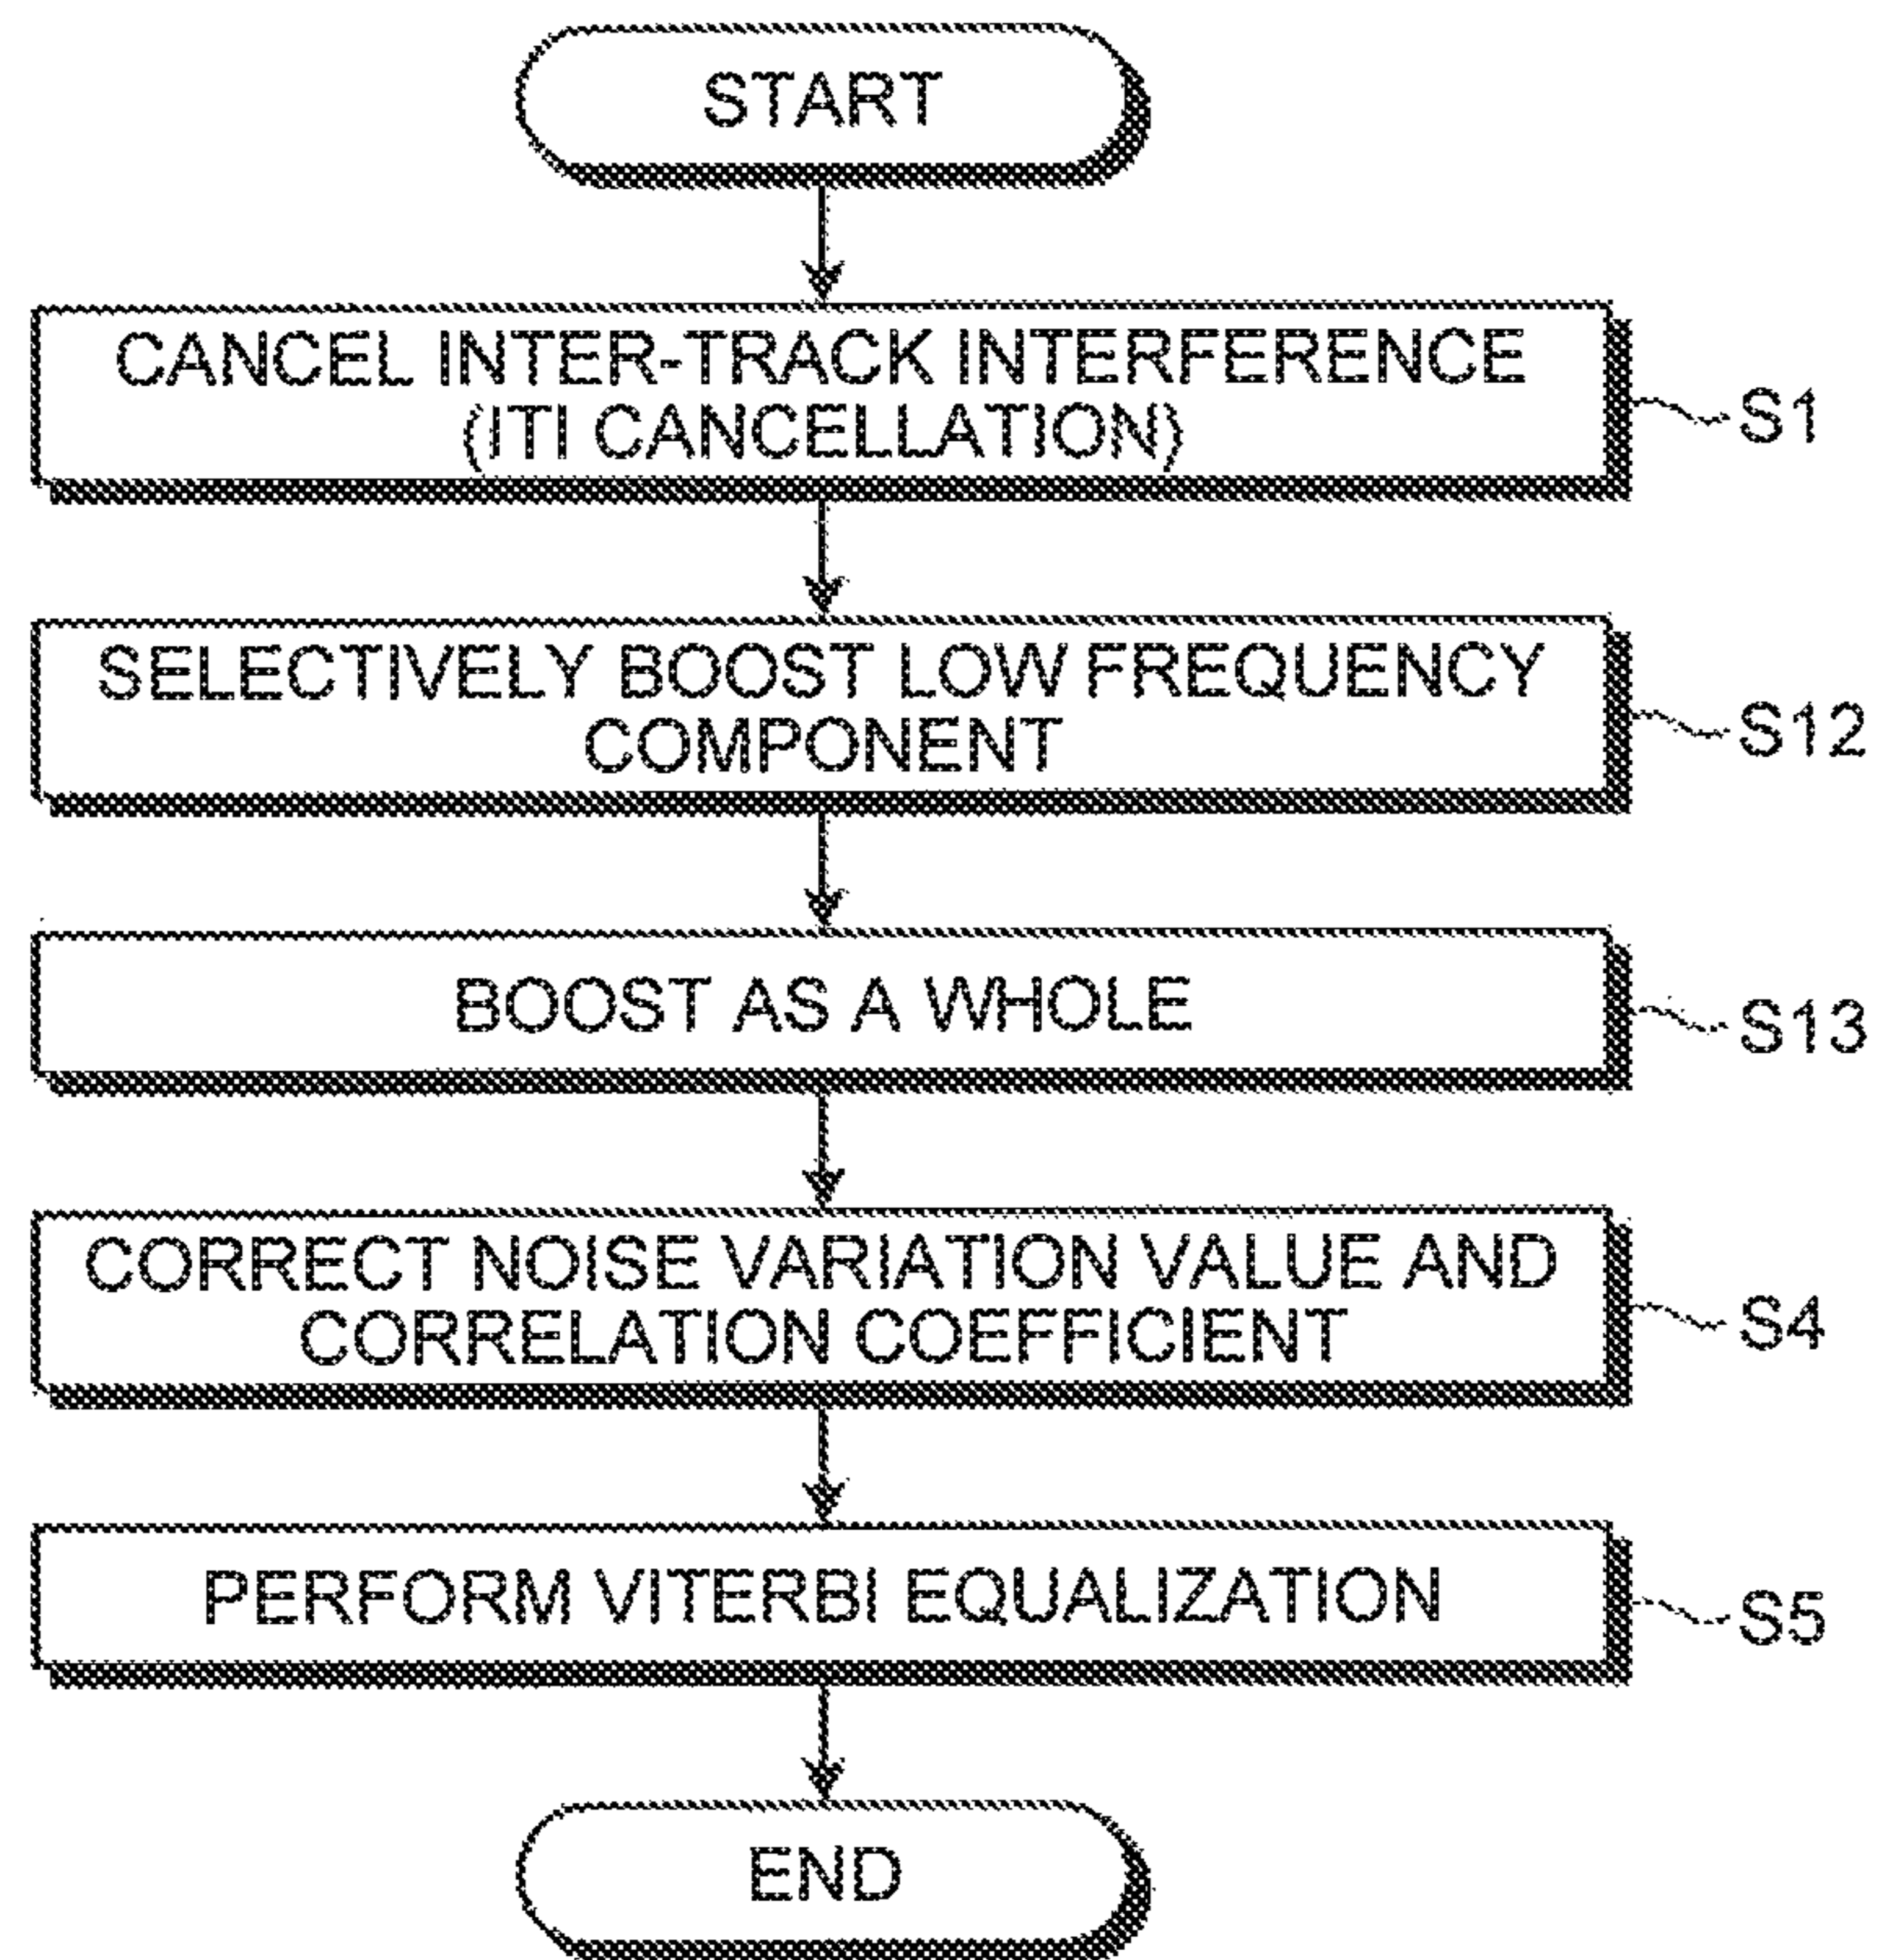 START
CANCEL INTER-TRACK INTERFERENCE
(ITI CANCELLATION)
S1
SELECTIVELY BOOST LOW FREQUENCY
COMPONENT
S12
BOOST AS A WHOLE
S13
CORRECT NOISE VARIATION VALUE AND
CORRELATION COEFFICIENT
S4
PERFORM VITERBI EQUALIZATION
S5
END